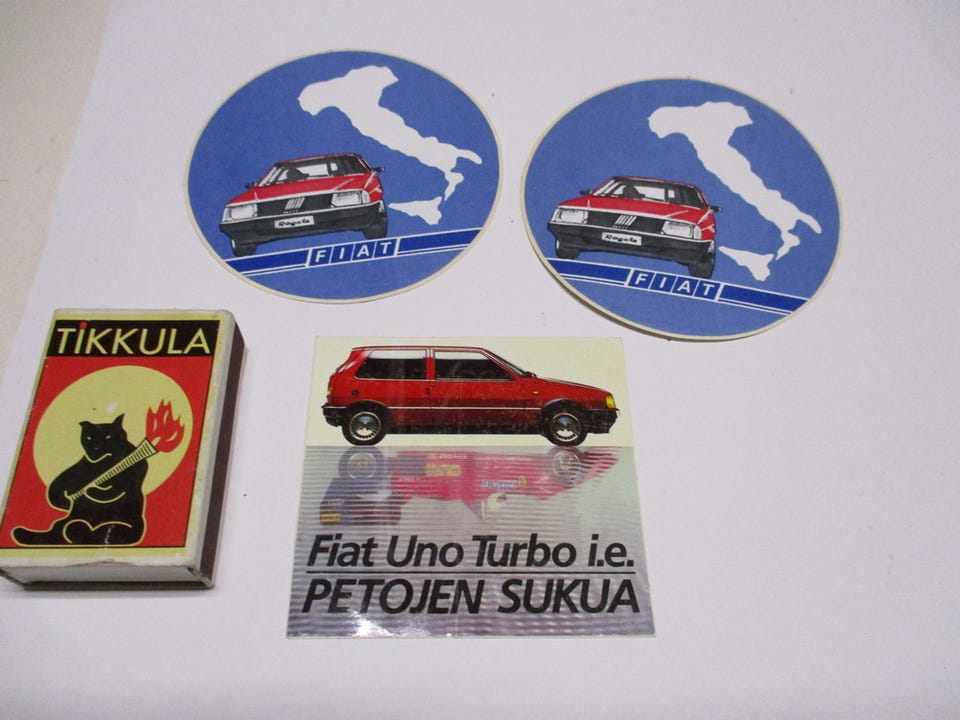 Regata
FIAT
Regata
FIAT
TIKKULA
Fiat Uno Turbo i.e.
PETOJEN SUKUA